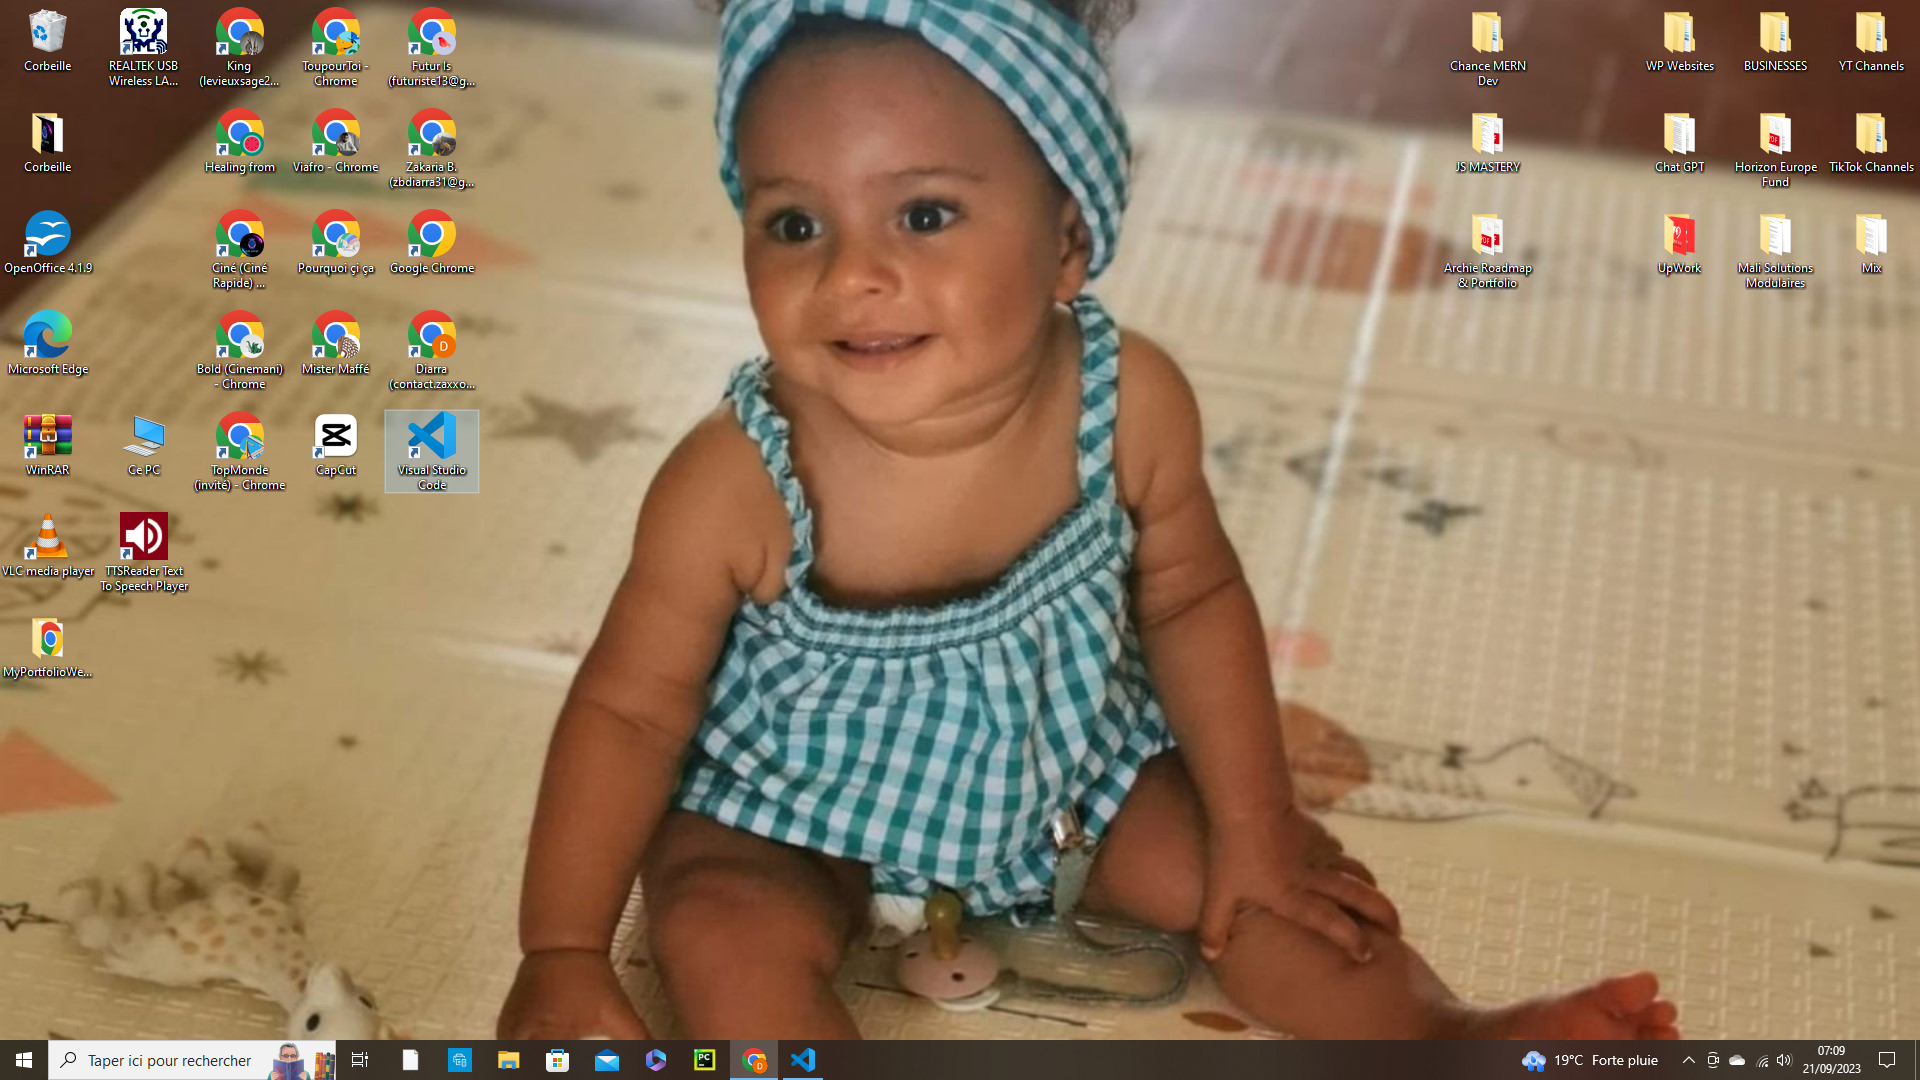 Corbeille
REALTEK USB
Wireless LA...
King
(levieuxsage2...
ToupourToi -
Chrome
Futur Is
(futuriste13@g...
Chance MERN
Dev
WP Websites
BUSINESSES
YT Channels
Corbeille
Healing from
Viafro - Chrome
Zakaria B.
(zbdiarra31@g...
JS MASTERY
Chat GPT
Horizon Europe
Fund
TikTok Channels
OpenOffice 4.1.9
Ciné (Ciné
Rapide) ...
Pourquoi çi ça
Google Chrome
Archie Roadmap
& Portfolio
UpWork
Mali Solutions
Modulaires
Mix
Microsoft Edge
Bold (Cinemani)
- Chrome
Mister Maffé
D
Diarra
(contact.zaxxo...
WinRAR
Ce PC
TopMonde
(invité) - Chrome
CapCut
Visual Studio
Code
VLC media player
TTSReader Text
To Speech Player
MyPortfolioWe...
Taper ici pour rechercher
PC
D
19°C Forte pluie
07:09
21/09/2023